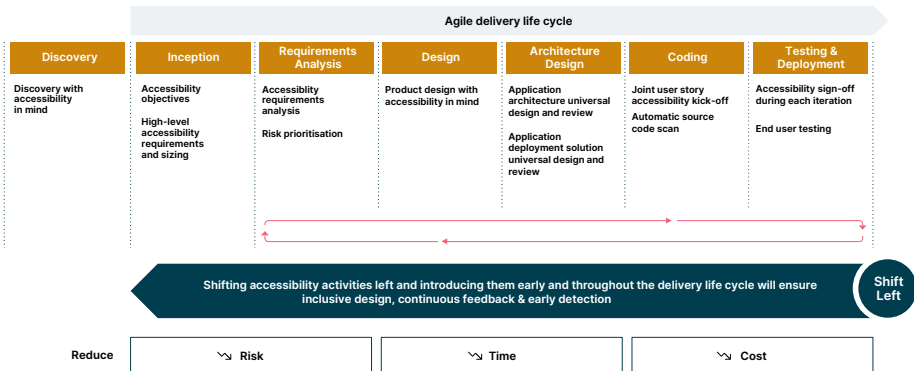 Agile delivery life cycle
Discovery
Inception
Requirements
Analysis
Design
Architecture
Design
Coding
Testing &
Deployment
Discovery with
accessibility
in mind
Accessibility
objectives
High-level
accessibility
requirements
and sizing
Accessiblity
requirements
analysis
Risk prioritisation
Product design with
accessibility in mind
Application
architecture universal
design and review
Application
deployment solution
universal design and
review
Joint user story
accessibility kick-off
Automatic source
code scan
Accessibility sign-off
during each iteration
End user testing
Shifting accessibility activities left and introducing them early and throughout the delivery life cycle will ensure
inclusive design, continuous feedback & early detection
Shift
Left
Reduce
Risk
Time
Cost